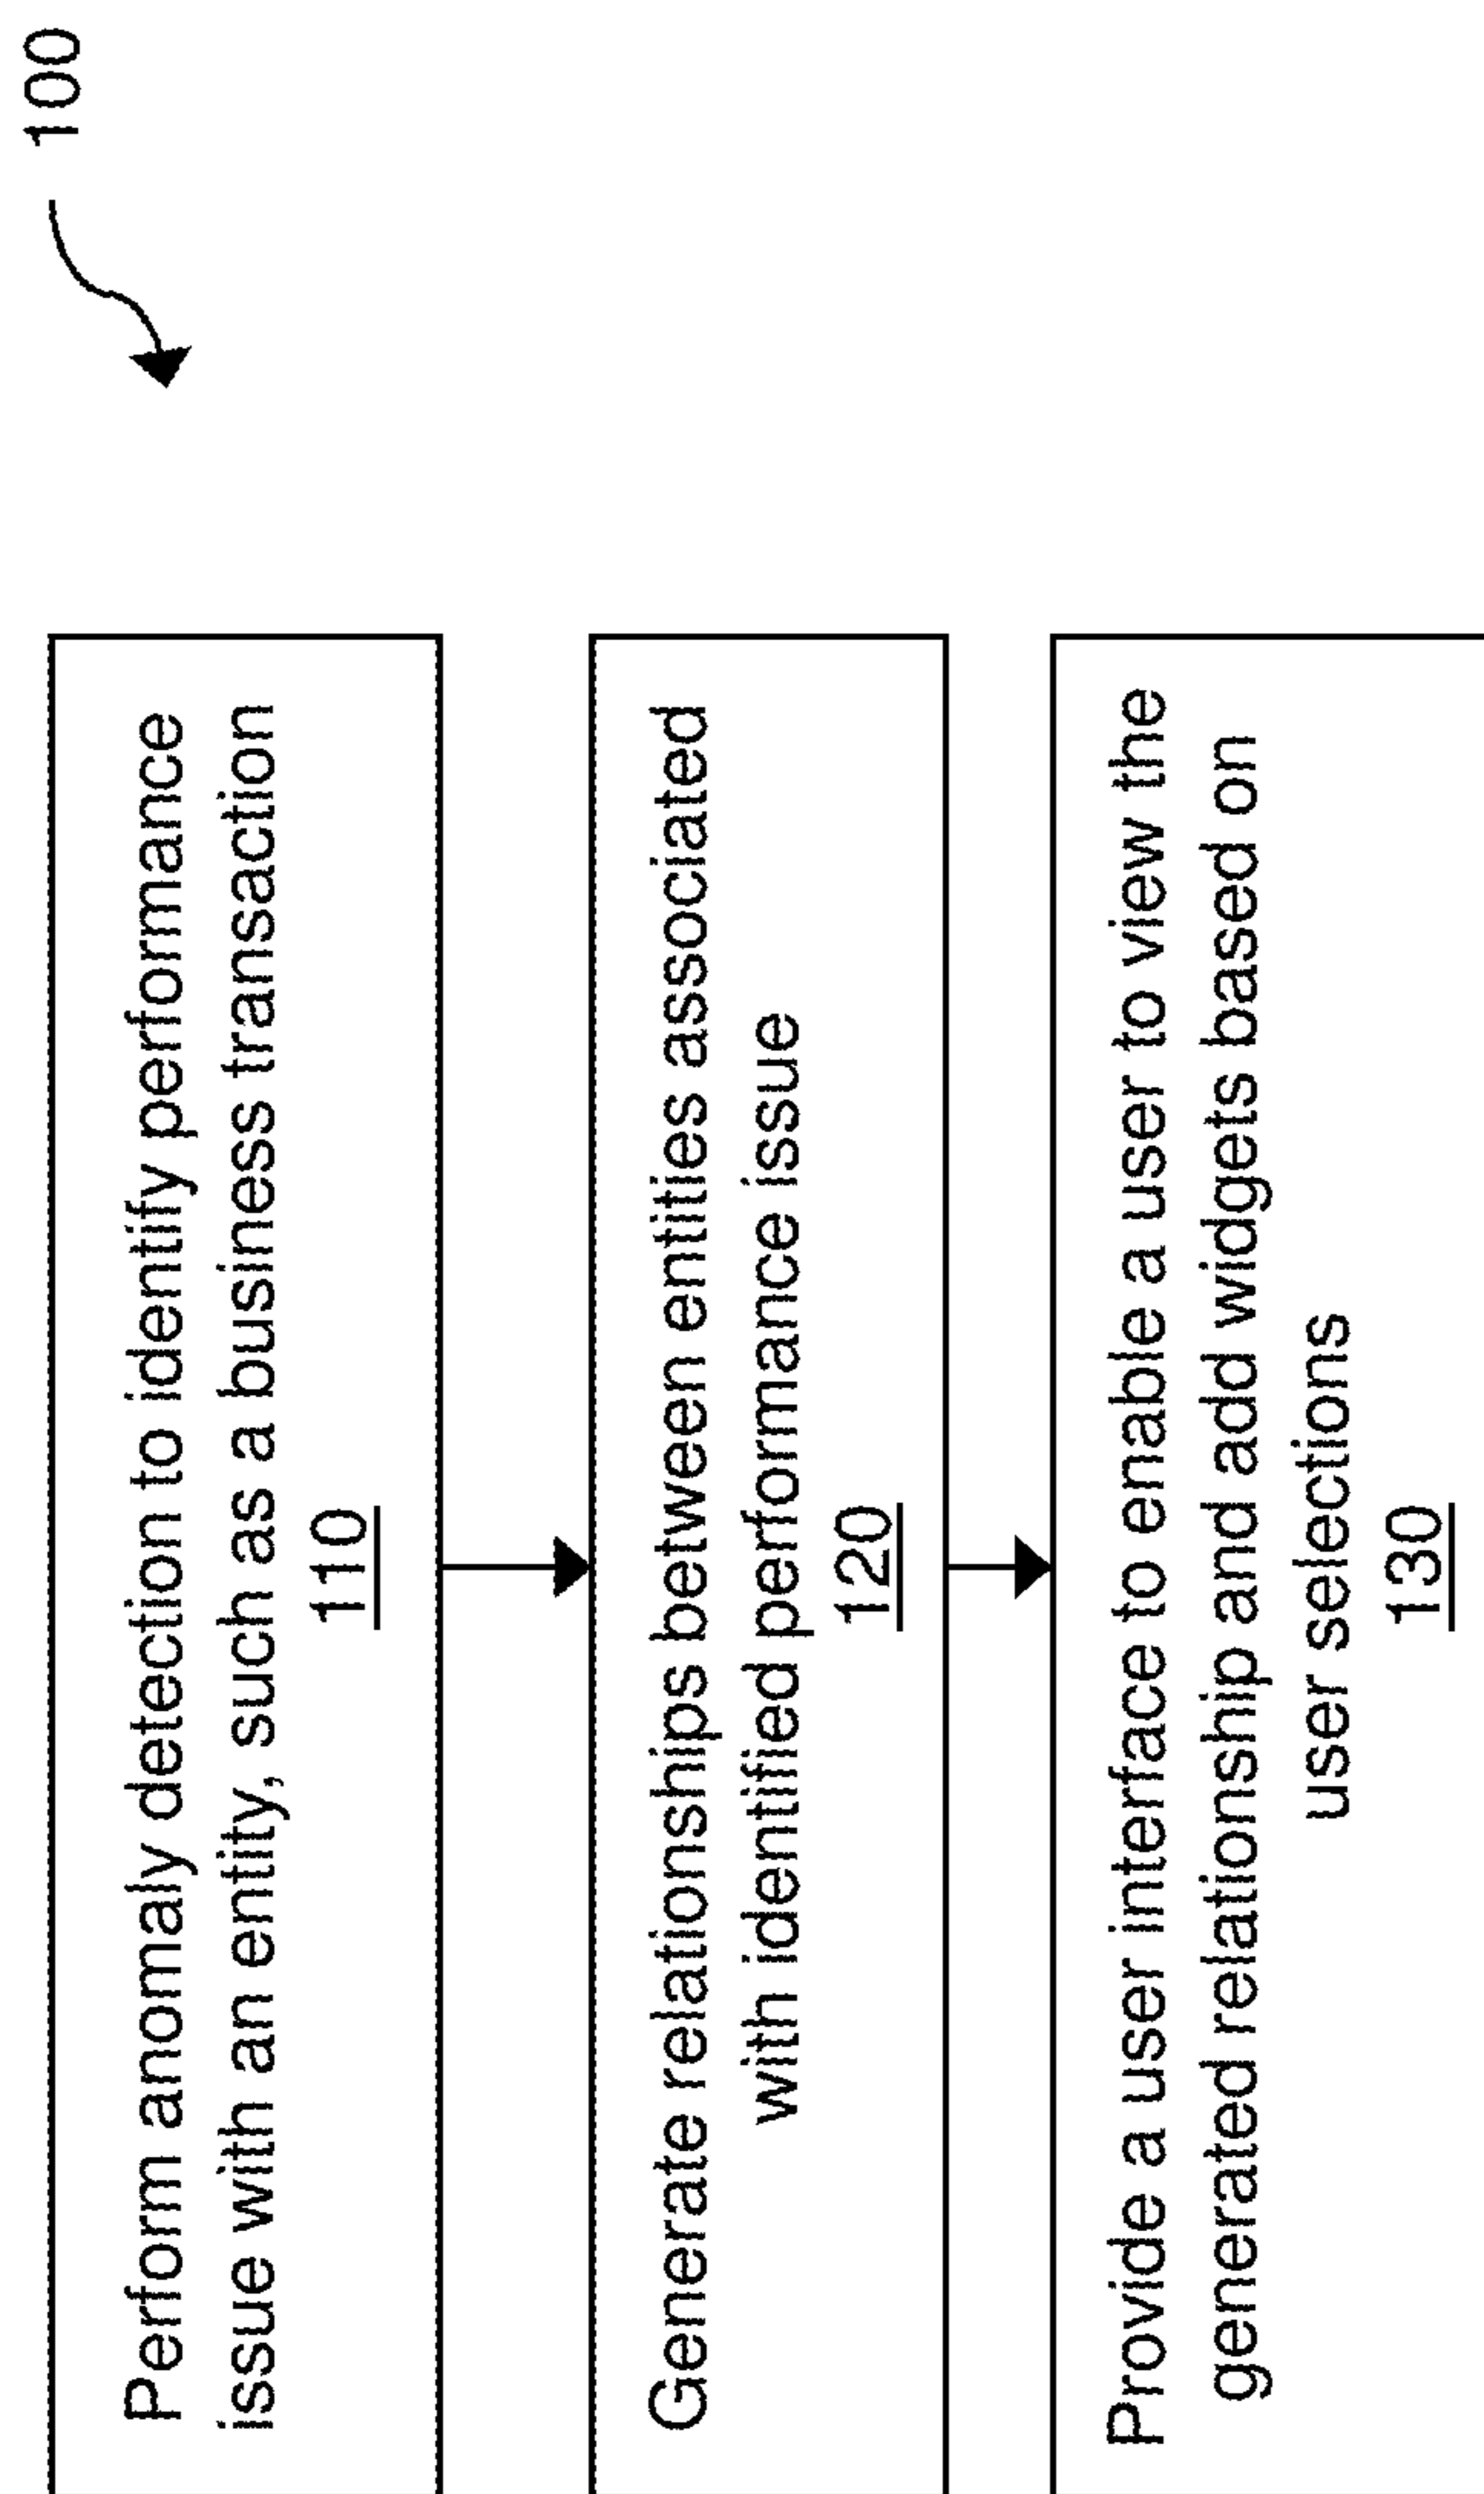 100
Perform anomaly detection to identify performance
issue with an entity, such as a business transaction
110
Generate relationships between entities associated
with identified performance issue
120
Provide a user interface to enable a user to view the
generated relationship and add widgets based on
user selections
130